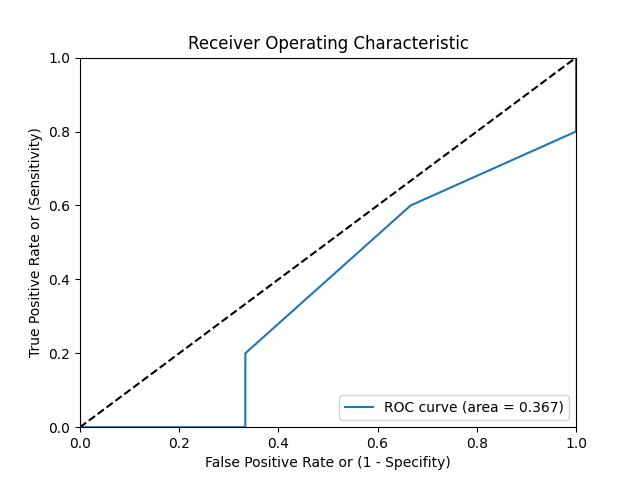 Receiver Operating Characteristic
1.0
0.8
0.6
0.4
0.2
0.0
True Positive Rate or (Sensitivity)
ROC curve (area = 0.367)
0.0 0.2 0.4 0.6 0.8 1.0
False Positive Rate or (1 - Specifity)